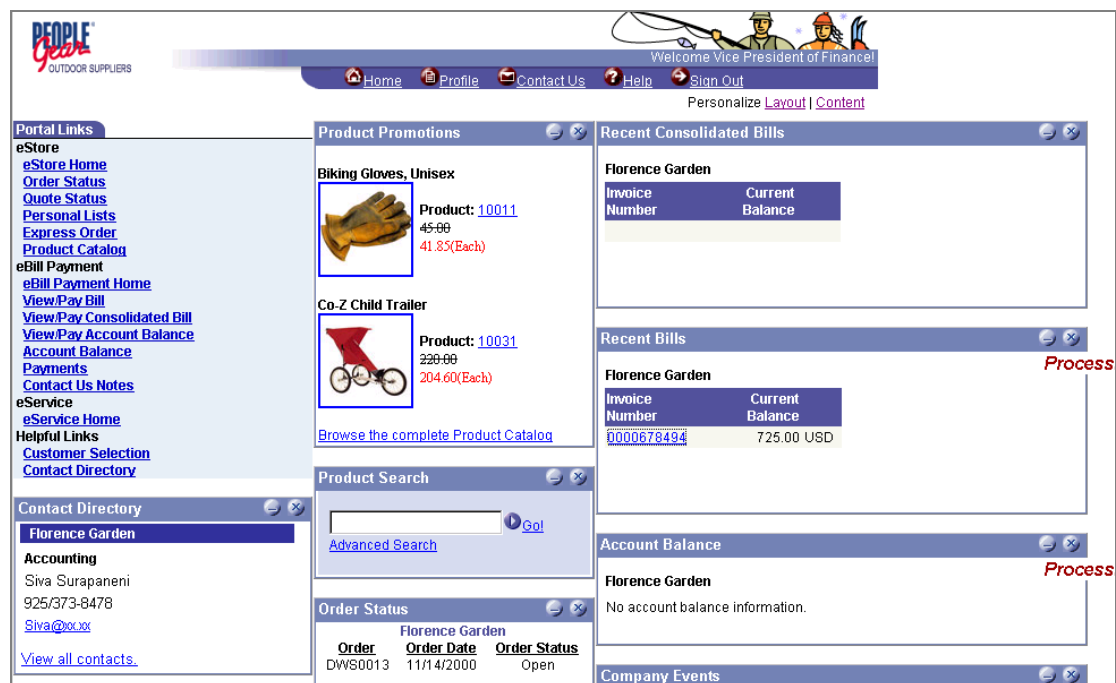 PEOPLE
Gear
OUTDOOR SUPPLIERS
Welcome Vice President of Finance!
Home Profile Contact Us Help Sign Out
Personalize Layout | Content
Portal Links
eStore
eStore Home
Order Status
Quote Status
Personal Lists
Express Order
Product Catalog
eBill Payment
eBill Payment Home
View/Pay Bill
View/Pay Consolidated Bill
View/Pay Account Balance
Account Balance
Payments
Contact Us Notes
eService
eService Home
Helpful Links
Customer Selection
Contact Directory
Contact Directory
Florence Garden
Accounting
Siva Surapaneni
925/373-8478
Siva@xx.xx
View all contacts.
Product Promotions
Biking Gloves, Unisex
Product: 10011
45.00
41.85(Each)
Co-Z Child Trailer
Product: 10031
220.00
204.60(Each)
Browse the complete Product Catalog
Product Search
Go!
Advanced Search
Order Status
Florence Garden
Order Order Date Order Status
DWS0013 11/14/2000 Open
Recent Consolidated Bills
Florence Garden
Invoice Current
Number Balance
Recent Bills
Process
Florence Garden
Invoice Current
Number Balance
0000678494 725.00 USD
Account Balance
Process
Florence Garden
No account balance information.
Company Events